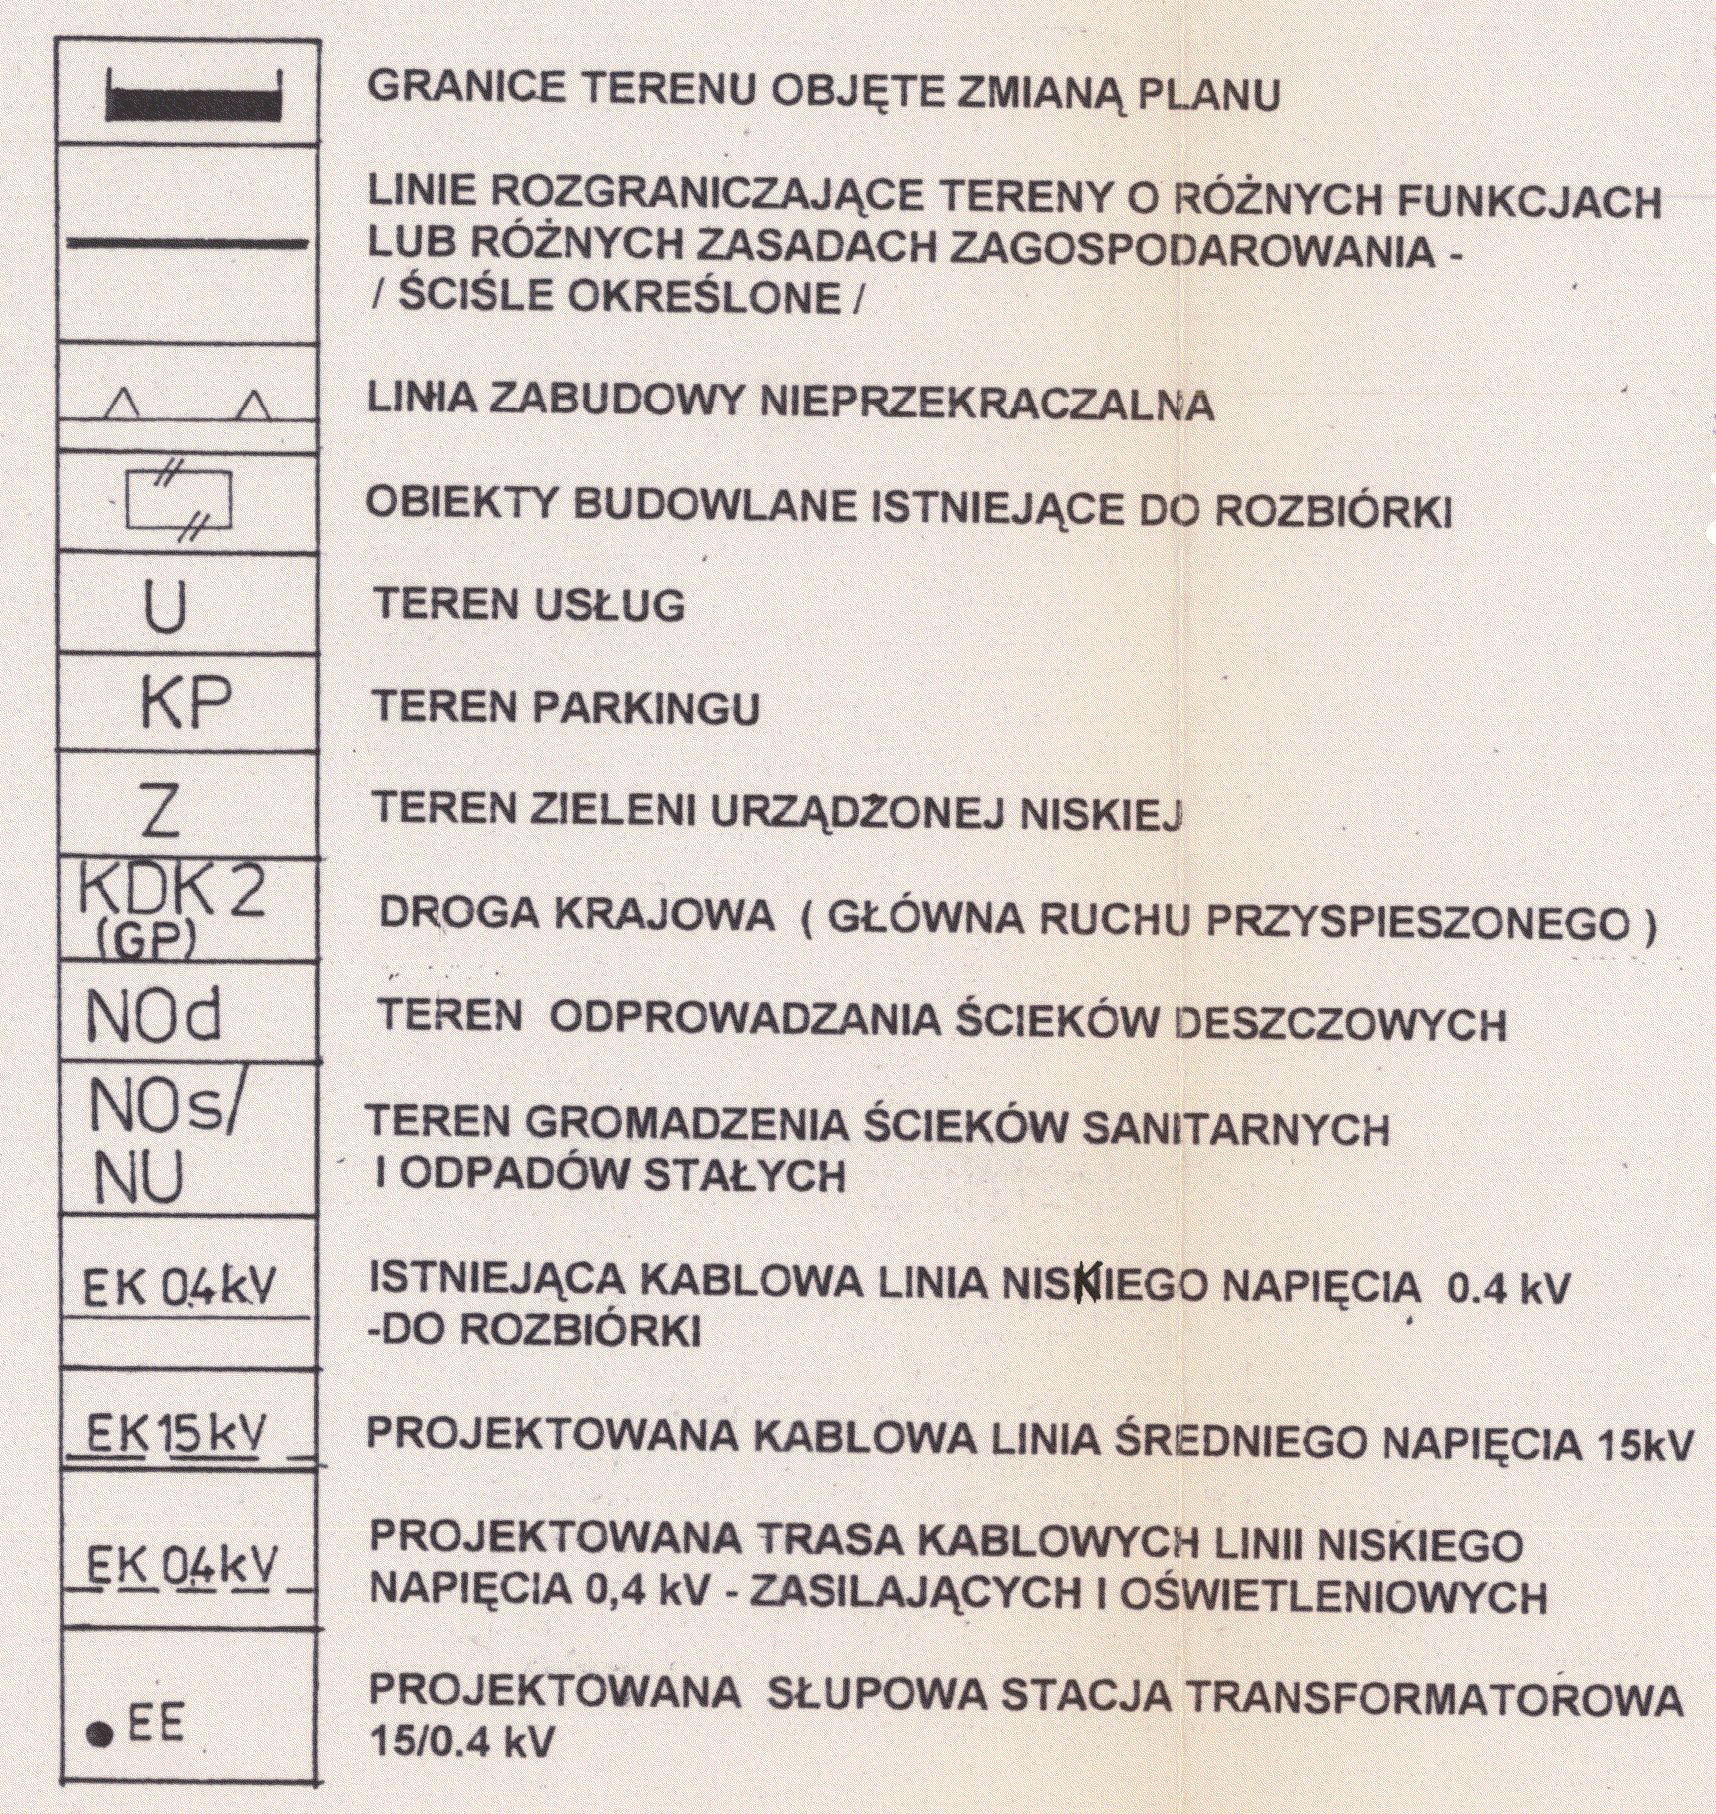 GRANICE TERENU OBJĘTE ZMIANĄ PLANU
LINIE ROZGRANICZAJĄCE TERENY O RÓŻNYCH FUNKCJACH
LUB RÓŻNYCH ZASADACH ZAGOSPODAROWANIA -
/ ŚCIŚLE OKREŚLONE /
LINIA ZABUDOWY NIEPRZEKRACZALNA
OBIEKTY BUDOWLANE ISTNIEJĄCE DO ROZBIÓRKI
U TEREN USŁUG
KP TEREN PARKINGU
Z TEREN ZIELENI URZĄDZONEJ NISKIEJ
KDK 2
(GP)
DROGA KRAJOWA ( GŁÓWNA RUCHU PRZYSPIESZONEGO )
NOd TEREN ODPROWADZANIA ŚCIEKÓW DESZCZOWYCH
NOs/
NU
TEREN GROMADZENIA ŚCIEKÓW SANITARNYCH
I ODPADÓW STAŁYCH
EK 0,4kV ISTNIEJĄCA KABLOWA LINIA NISKIEGO NAPIĘCIA 0.4 kV
-DO ROZBIÓRKI
EK 15kV PROJEKTOWANA KABLOWA LINIA ŚREDNIEGO NAPIĘCIA 15kV
EK 0,4kV PROJEKTOWANA TRASA KABLOWYCH LINII NISKIEGO
NAPIĘCIA 0,4 kV - ZASILAJĄCYCH I OŚWIETLENIOWYCH
EE PROJEKTOWANA SŁUPOWA STACJA TRANSFORMATOROWA
15/0.4 kV